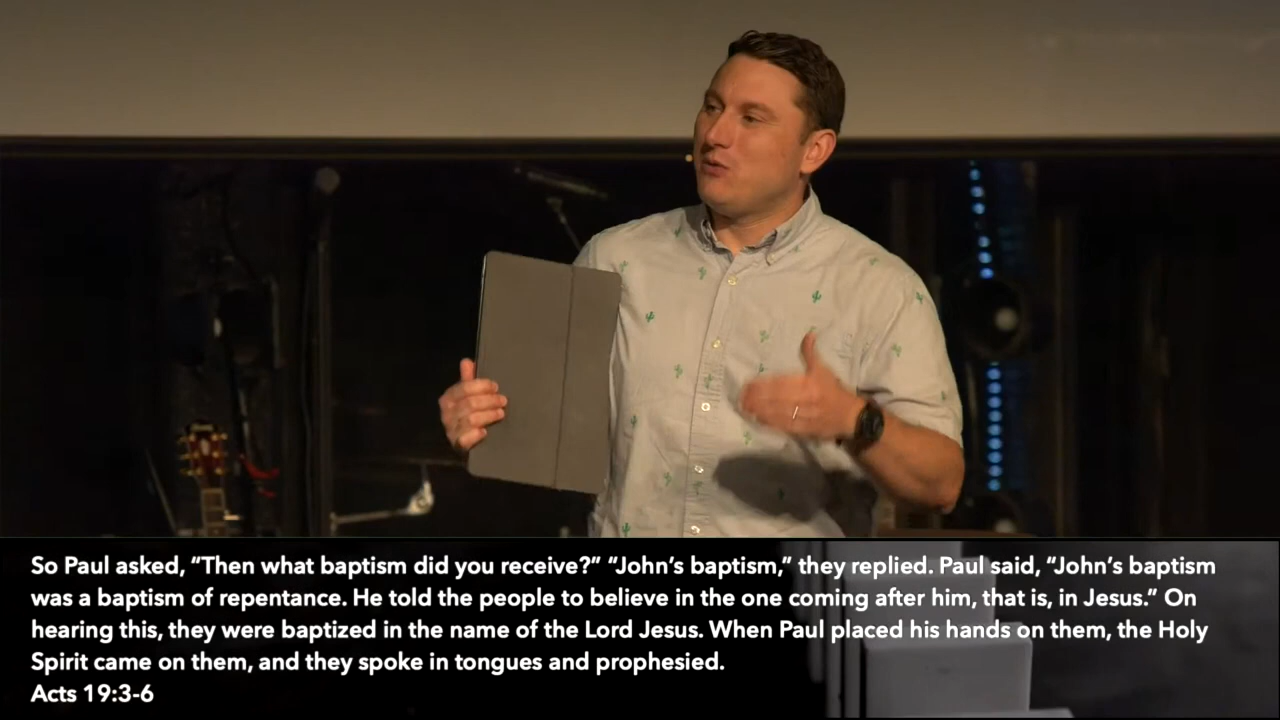 So Paul asked, “Then what baptism did you receive?” “John’s baptism,” they replied. Paul said, “John’s baptism
was a baptism of repentance. He told the people to believe in the one coming after him, that is, in Jesus.” On
hearing this, they were baptized in the name of the Lord Jesus. When Paul placed his hands on them, the Holy
Spirit came on them, and they spoke in tongues and prophesied.
Acts 19:3-6